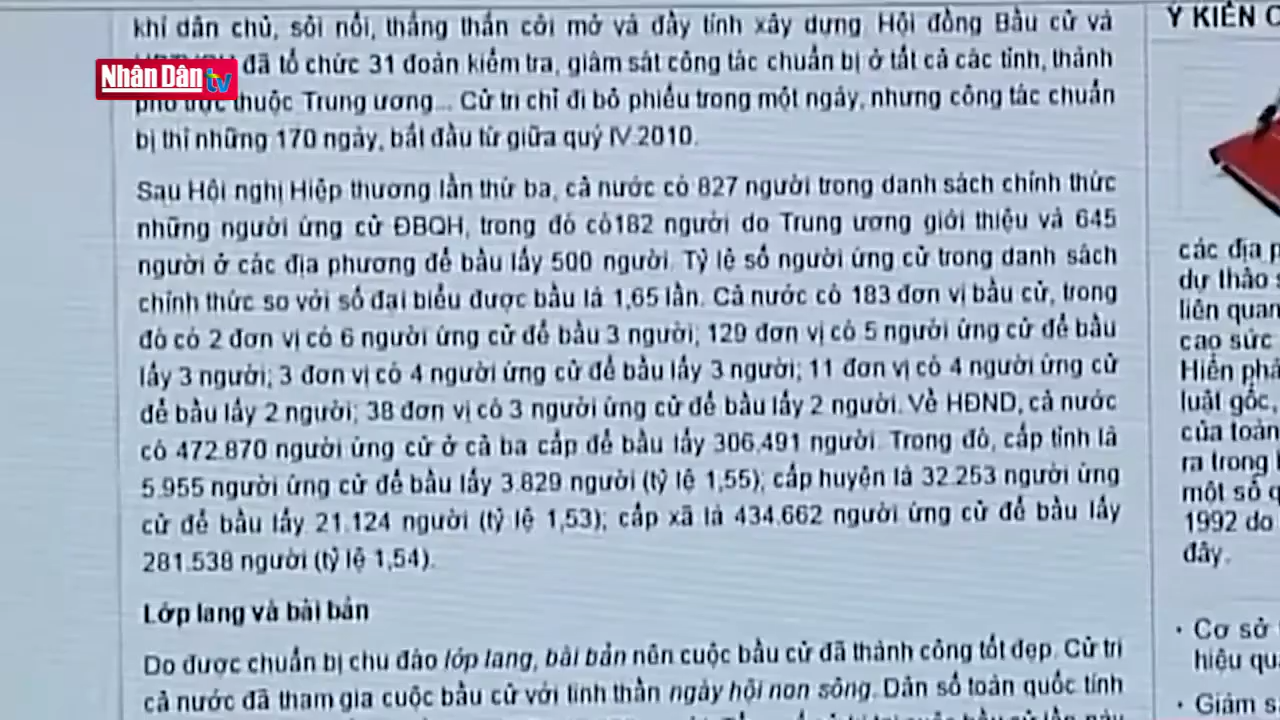 khí dân chủ, sôi nổi, thẳng thắn cởi mở và đầy tính xây dựng. Hội đồng Bầu cử và
Nhân Dân tv
đã tổ chức 31 đoàn kiểm tra, giám sát công tác chuẩn bị ở tất cả các tỉnh, thành
phố trực thuộc Trung ương... Cử tri chỉ đi bỏ phiếu trong một ngày, nhưng công tác chuẩn
bị thì những 170 ngày, bắt đầu từ giữa quý IV.2010.
Sau Hội nghị Hiệp thương lần thứ ba, cả nước có 827 người trong danh sách chính thức
những người ứng cử ĐBQH, trong đó có182 người do Trung ương giới thiệu và 645
người ở các địa phương để bầu lấy 500 người. Tỷ lệ số người ứng cử trong danh sách
chính thức so với số đại biểu được bầu là 1,65 lần. Cả nước có 183 đơn vị bầu cử, trong
đó có 2 đơn vị có 6 người ứng cử để bầu 3 người; 129 đơn vị có 5 người ứng cử để bầu
lấy 3 người; 3 đơn vị có 4 người ứng cử để bầu lấy 3 người; 11 đơn vị có 4 người ứng cử
để bầu lấy 2 người; 38 đơn vị có 3 người ứng cử để bầu lấy 2 người. Về HĐND, cả nước
có 472.870 người ứng cử ở cả ba cấp để bầu lấy 306.491 người. Trong đó, cấp tỉnh là
5.955 người ứng cử để bầu lấy 3.829 người (tỷ lệ 1,55); cấp huyện là 32.253 người ứng
cử để bầu lấy 21.124 người (tỷ lệ 1,53); cấp xã là 434.662 người ứng cử để bầu lấy
281.538 người (tỷ lệ 1,54).
Lớp lang và bài bản
Do được chuẩn bị chu đáo lớp lang, bài bản nên cuộc bầu cử đã thành công tốt đẹp. Cử tri
cả nước đã tham gia cuộc bầu cử với tinh thần ngày hội non sông. Dân số toàn quốc tính
Ý KIẾN
các địa
dự thảo
liên quan
cao sức
Hiến
luật gốc,
của toàn
ra trong
một số
1992 do
đây.
• Cơ sở
hiệu
• Giám